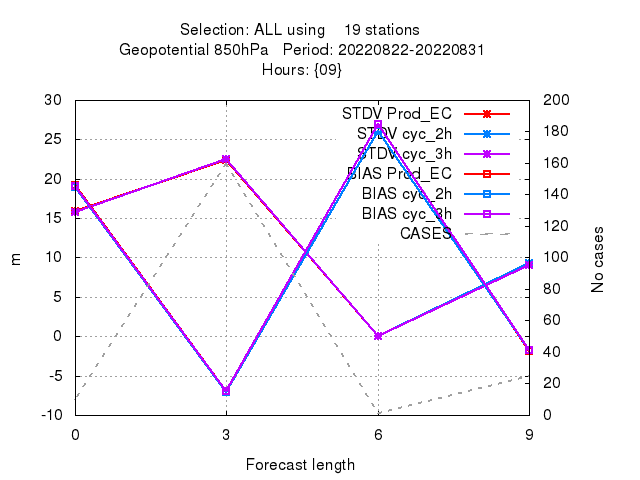 Selection: ALL using    19 stations
Geopotential 850hPa   Period: 20220822-20220831
Hours: {09}
30
25
20
15
10
5
0
-5
-10
m
STDV Prod_EC
STDV cyc_2h
STDV cyc_3h
BIAS Prod_EC
BIAS cyc_2h
BIAS cyc_3h
CASES
200
180
160
140
120
100
80
60
40
20
0
No cases
0 3 6 9
Forecast length